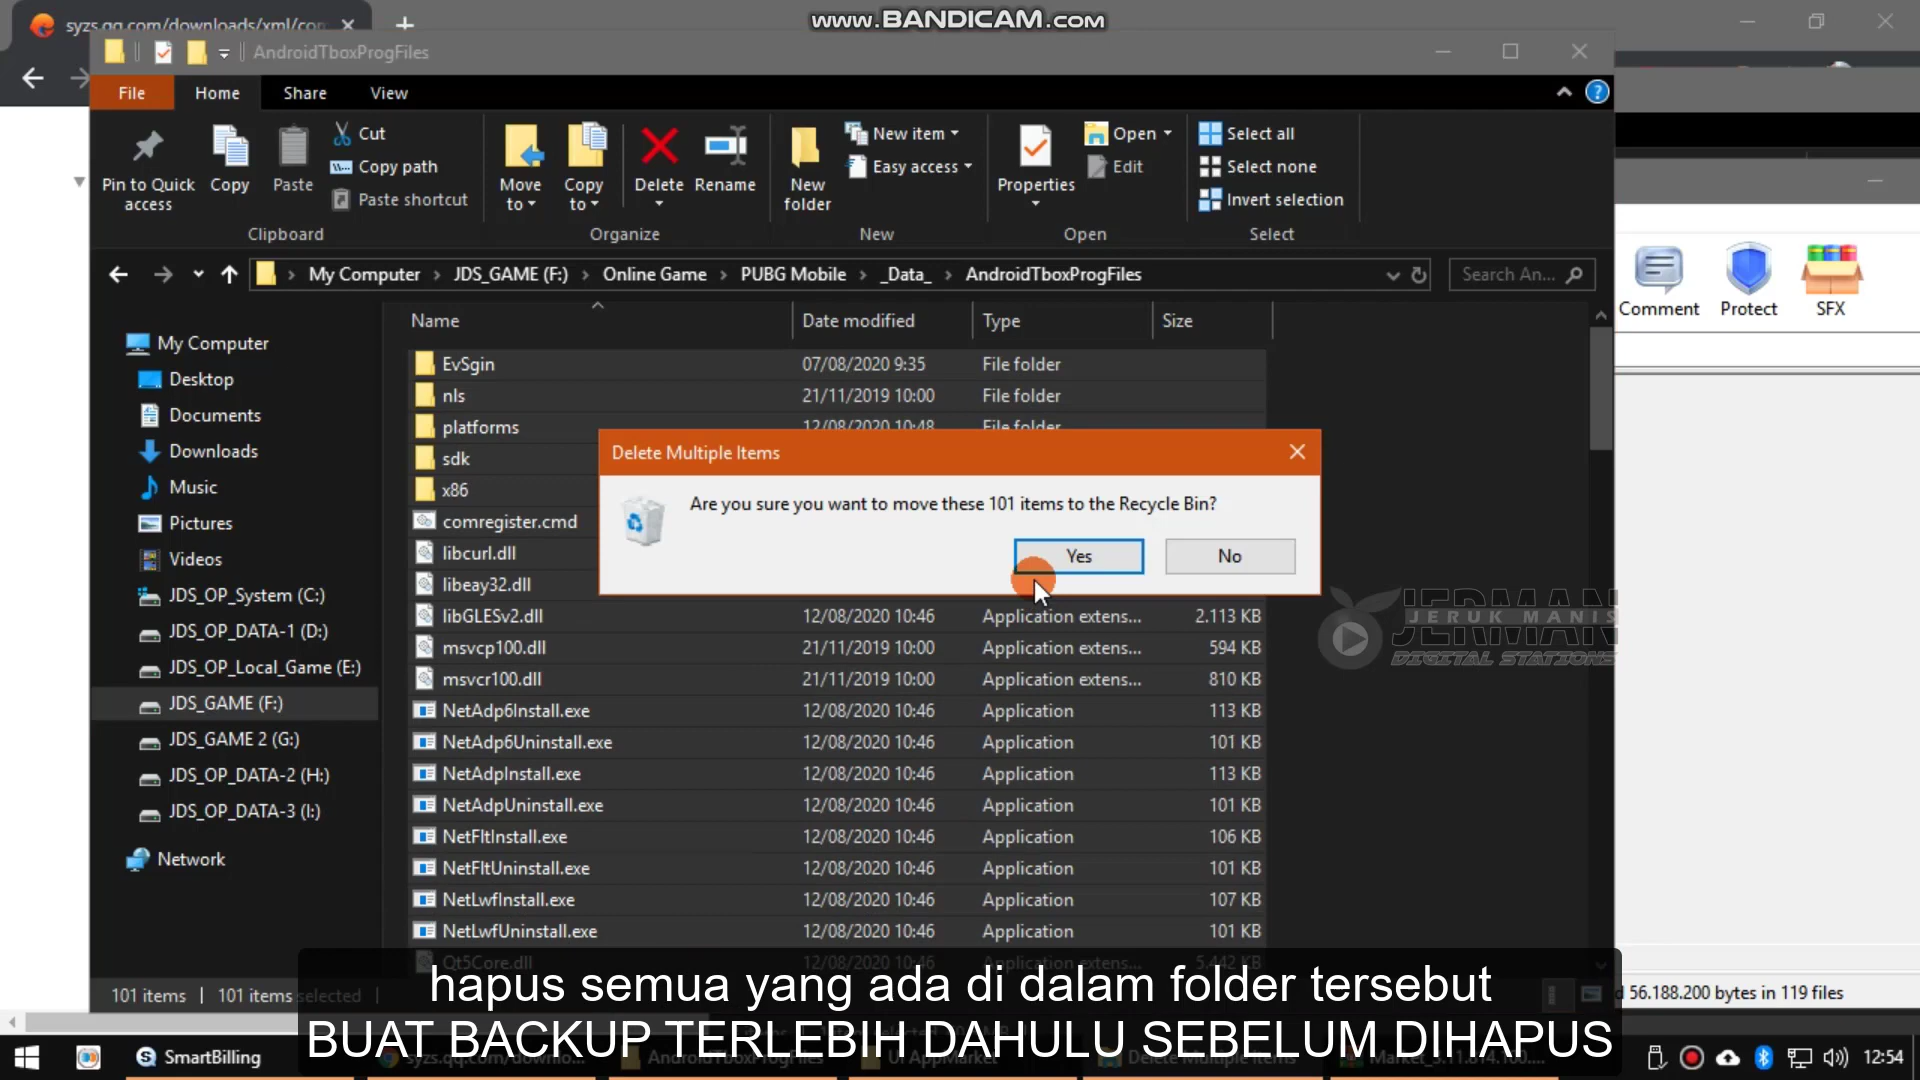 www.BANDICAM.com
syzs.qq.com/downloads/xml/con
AndroidTboxProgFiles
File
Home
Share
View
Pin to Quick access
Copy
Paste
Cut
Copy path
Paste shortcut
Clipboard
Move to
Copy to
Delete
Rename
Organize
New folder
New item
Easy access
New
Properties
Open
Edit
Open
Select all
Select none
Invert selection
Select
My Computer > JDS_GAME (F:) > Online Game > PUBG Mobile > _Data_ > AndroidTboxProgFiles
Search An...
Comment
Protect
SFX
Name
Date modified
Type
Size
My Computer
Desktop
Documents
Downloads
Music
Pictures
Videos
JDS_OP_System (C:)
JDS_OP_DATA-1 (D:)
JDS_OP_Local_Game (E:)
JDS_GAME (F:)
JDS_GAME 2 (G:)
JDS_OP_DATA-2 (H:)
JDS_OP_DATA-3 (I:)
Network
EvSgin 07/08/2020 9:35 File folder
nls 21/11/2019 10:00 File folder
platforms 12/08/2020 10:48 File folder
sdk
x86
comregister.cmd
libcurl.dll
libeay32.dll
libGLESv2.dll 12/08/2020 10:46 Application extens... 2.113 KB
msvcp100.dll 21/11/2019 10:00 Application extens... 594 KB
msvcr100.dll 21/11/2019 10:00 Application extens... 810 KB
NetAdp6Install.exe 12/08/2020 10:46 Application 113 KB
NetAdp6Uninstall.exe 12/08/2020 10:46 Application 101 KB
NetAdpInstall.exe 12/08/2020 10:46 Application 113 KB
NetAdpUninstall.exe 12/08/2020 10:46 Application 101 KB
NetFltInstall.exe 12/08/2020 10:46 Application 106 KB
NetFltUninstall.exe 12/08/2020 10:46 Application 101 KB
NetLwfInstall.exe 12/08/2020 10:46 Application 107 KB
NetLwfUninstall.exe 12/08/2020 10:46 Application 101 KB
Qt5Core.dll 12/08/2020 10:46 Application extens... 5.442 KB
Delete Multiple Items
Are you sure you want to move these 101 items to the Recycle Bin?
Yes
No
JERMAN
JERUK MANIS
DIGITAL STATIONS
101 items
101 items selected
56.188.200 bytes in 119 files
hapus semua yang ada di dalam folder tersebut
BUAT BACKUP TERLEBIH DAHULU SEBELUM DIHAPUS
SmartBilling
syzs.qq.com/downlo...
AndroidTboxProgFiles
UI AppMarket
Delete Multiple Items
12:54